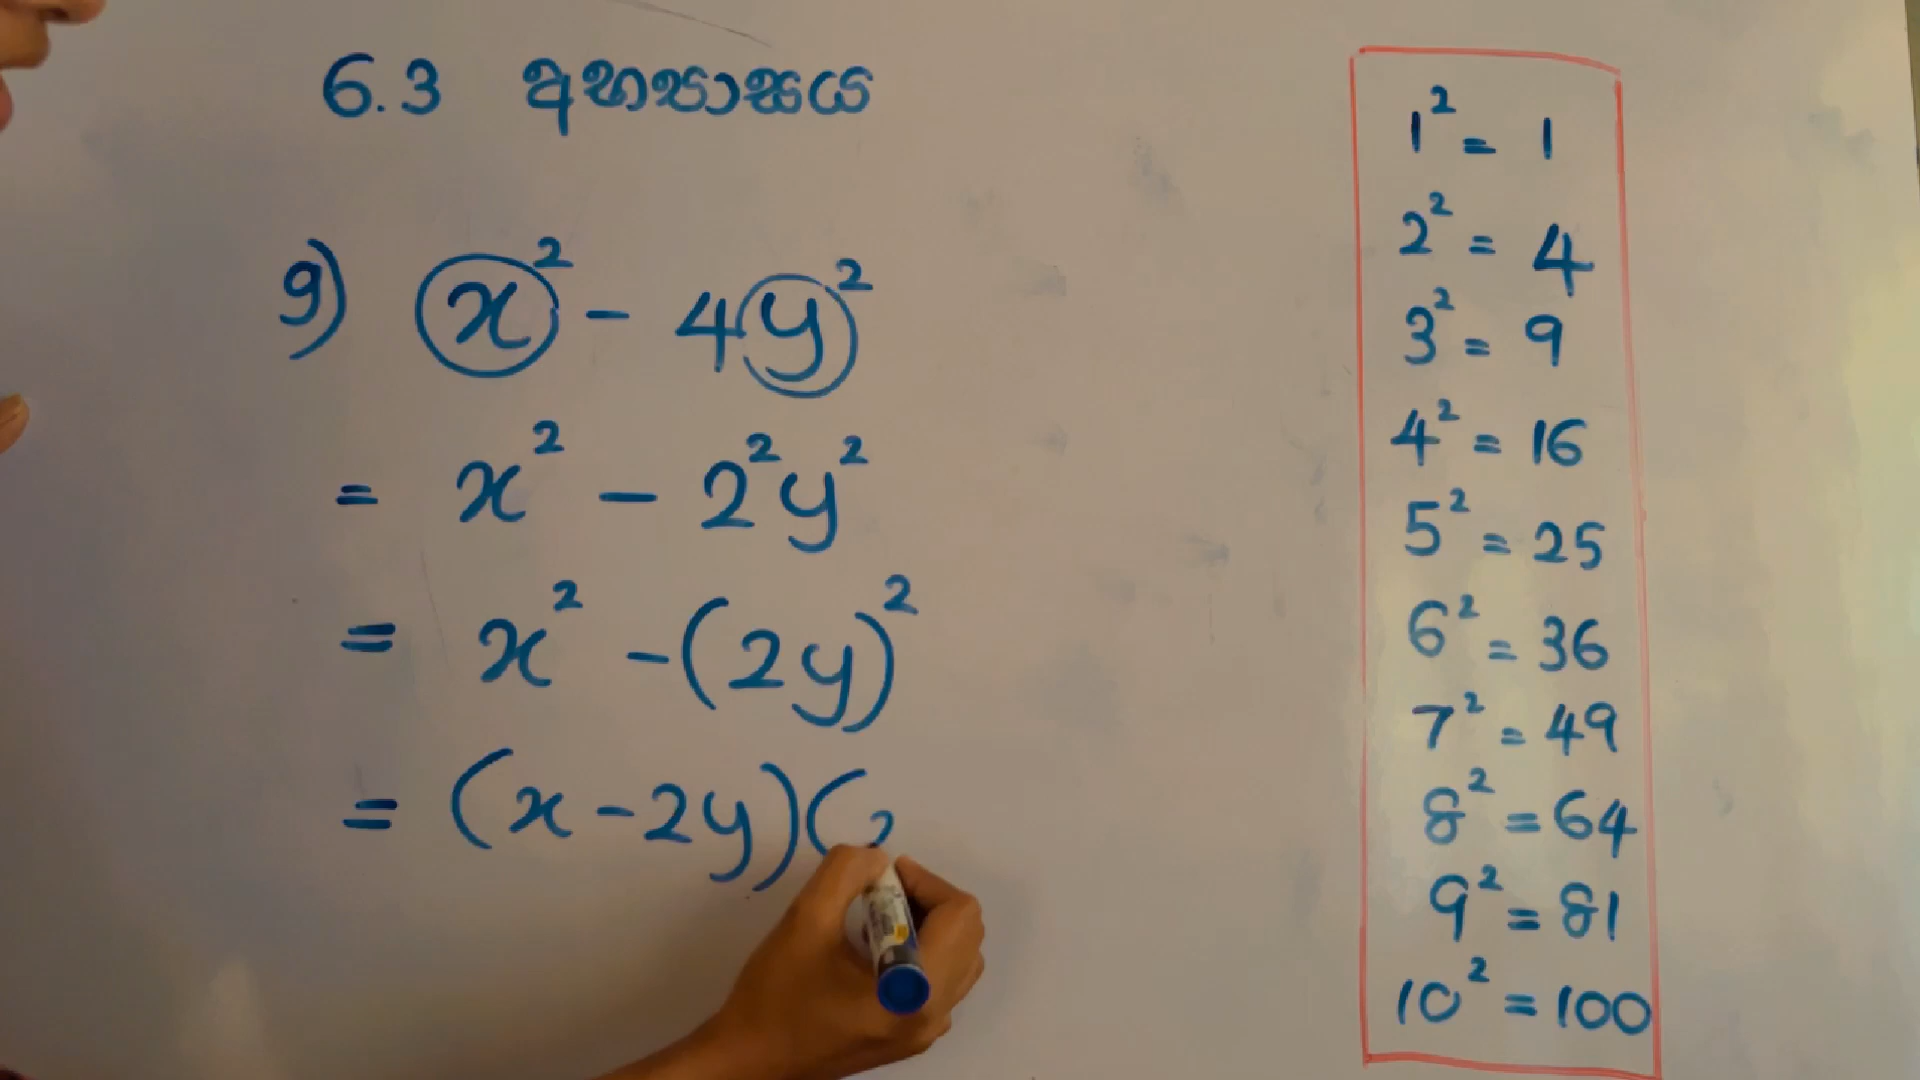 6.3 අභ්‍යාසය
9) x² - 4y²
= x² - 2²y²
= x² - (2y)²
= (x - 2y)(
1² = 1
2² = 4
3² = 9
4² = 16
5² = 25
6² = 36
7² = 49
8² = 64
9² = 81
10² = 100